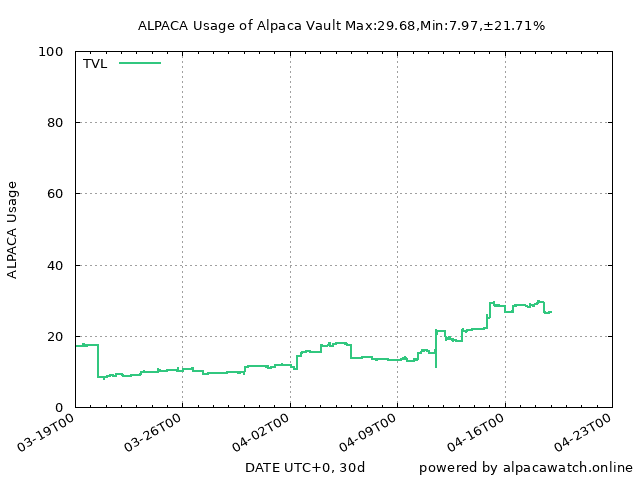 ALPACA Usage of Alpaca Vault Max:29.68,Min:7.97,±21.71%
TVL
ALPACA Usage
100
80
60
40
20
0
03-19T00 03-26T00 04-02T00 04-09T00 04-16T00 04-23T00
DATE UTC+0, 30d powered by alpacawatch.online